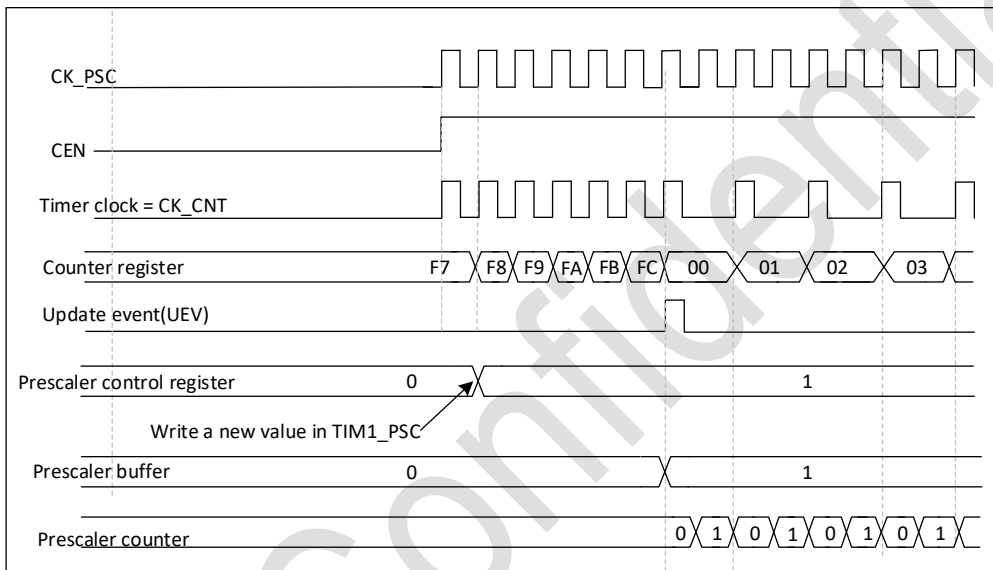 CK_PSC
CEN
Timer clock = CK_CNT
Counter register F7 F8 F9 FA FB FC 00 01 02 03
Update event(UEV)
Prescaler control register 0 1
Write a new value in TIM1_PSC
Prescaler buffer 0 1
Prescaler counter 0 1 0 1 0 1 0 1